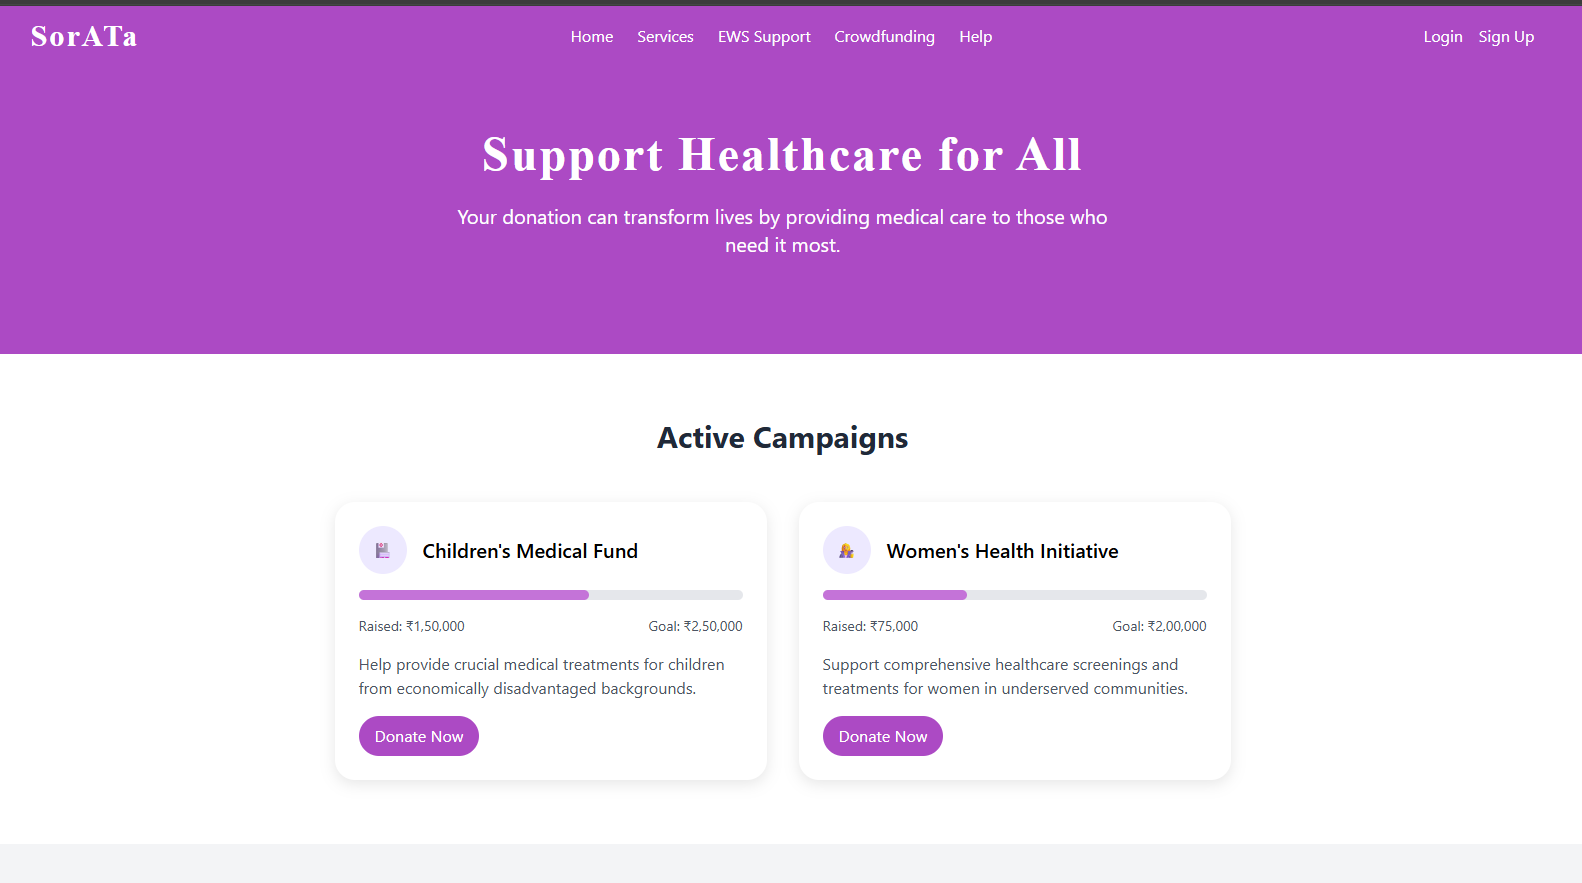 SorATa
Home Services EWS Support Crowdfunding Help
Login Sign Up
Support Healthcare for All
Your donation can transform lives by providing medical care to those who
need it most.
Active Campaigns
Children's Medical Fund
Raised: ₹1,50,000 Goal: ₹2,50,000
Help provide crucial medical treatments for children
from economically disadvantaged backgrounds.
Donate Now
Women's Health Initiative
Raised: ₹75,000 Goal: ₹2,00,000
Support comprehensive healthcare screenings and
treatments for women in underserved communities.
Donate Now